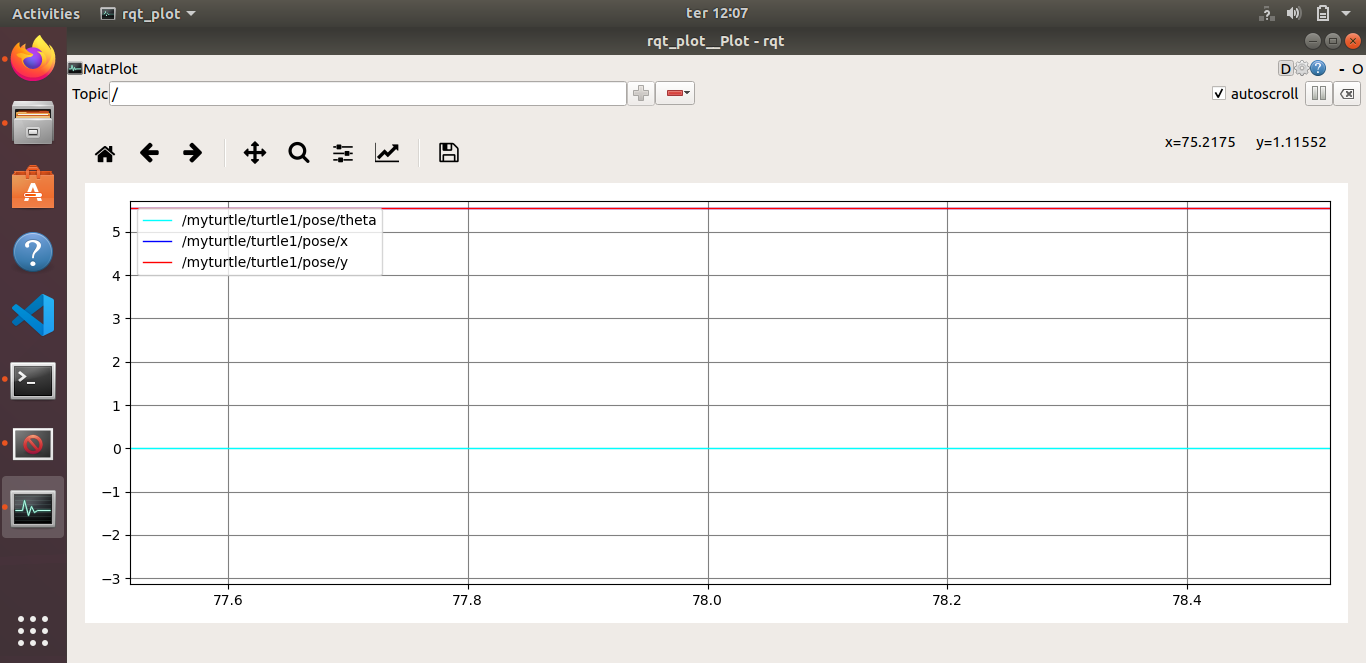 Activities rqt_plot ter 12:07
rqt_plot__Plot - rqt
MatPlot D ? - O
Topic / autoscroll
x=75.2175 y=1.11552
/myturtle/turtle1/pose/theta
/myturtle/turtle1/pose/x
/myturtle/turtle1/pose/y
5
4
3
2
1
0
−1
−2
−3
77.6 77.8 78.0 78.2 78.4